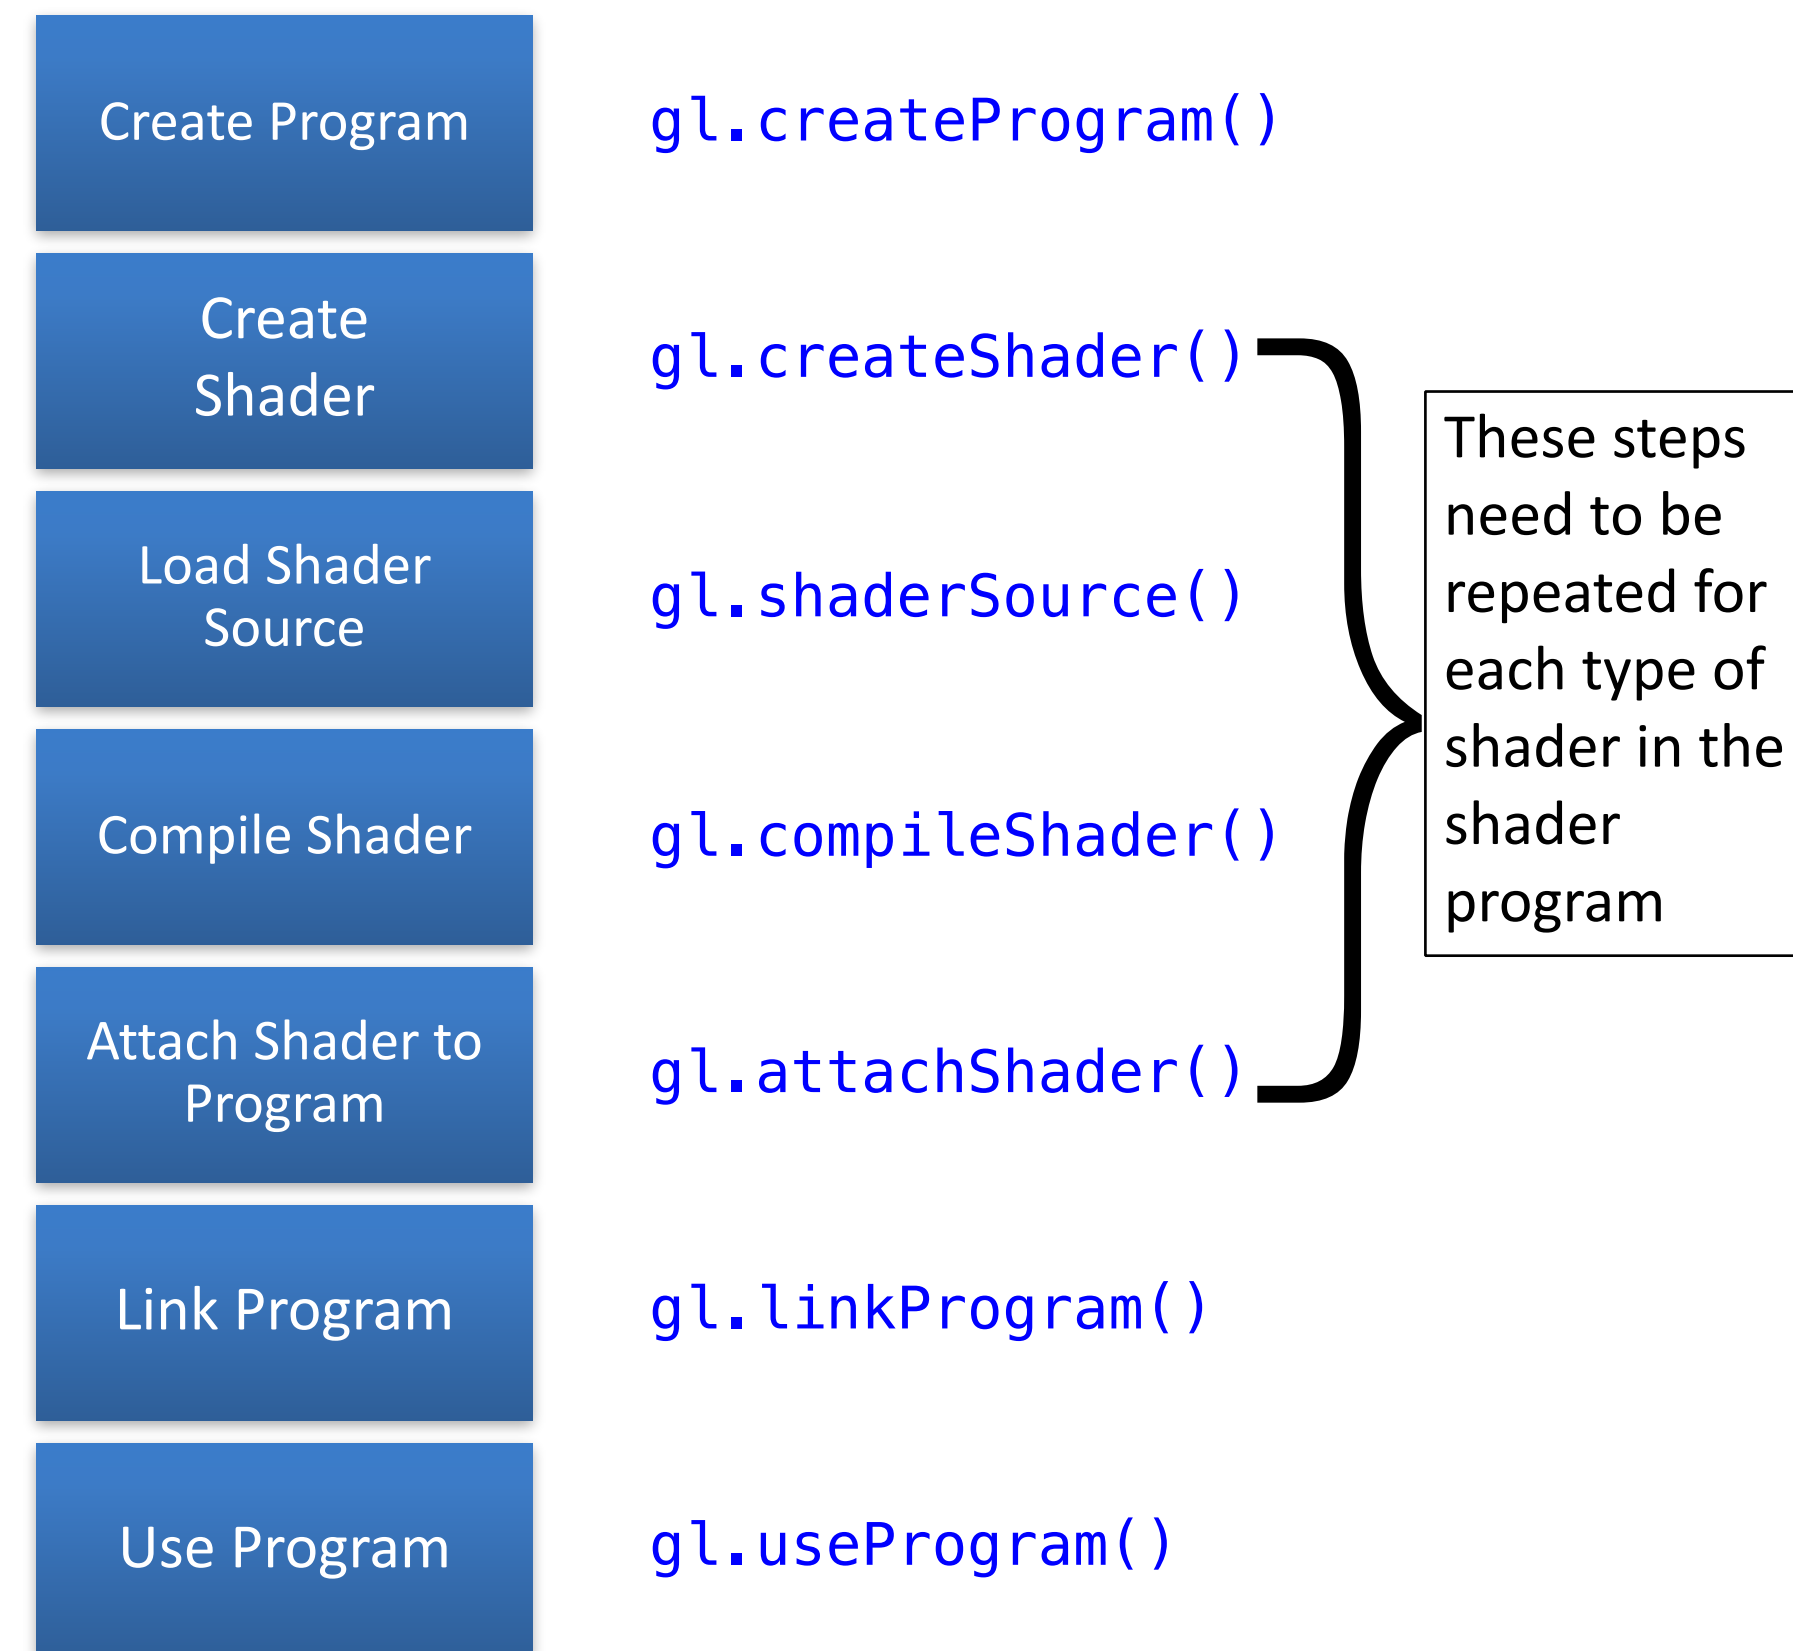 Create Program
gl.createProgram()
Create
Shader
gl.createShader()
Load Shader
Source
gl.shaderSource()
Compile Shader
gl.compileShader()
Attach Shader to
Program
gl.attachShader()
These steps
need to be
repeated for
each type of
shader in the
shader
program
Link Program
gl.linkProgram()
Use Program
gl.useProgram()